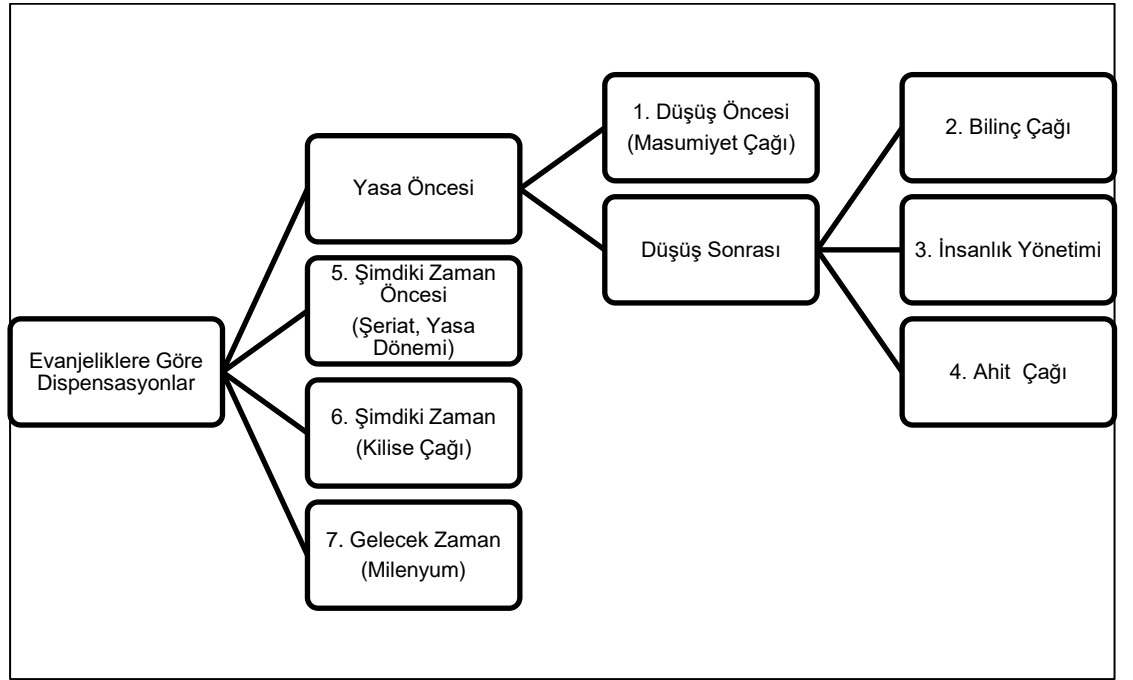 Evanjeliklere Göre
Dispensasyonlar
Yasa Öncesi
1. Düşüş Öncesi
(Masumiyet Çağı)
Düşüş Sonrası
2. Bilinç Çağı
3. İnsanlık Yönetimi
4. Ahit Çağı
5. Şimdiki Zaman
Öncesi
(Şeriat, Yasa
Dönemi)
6. Şimdiki Zaman
(Kilise Çağı)
7. Gelecek Zaman
(Milenyum)